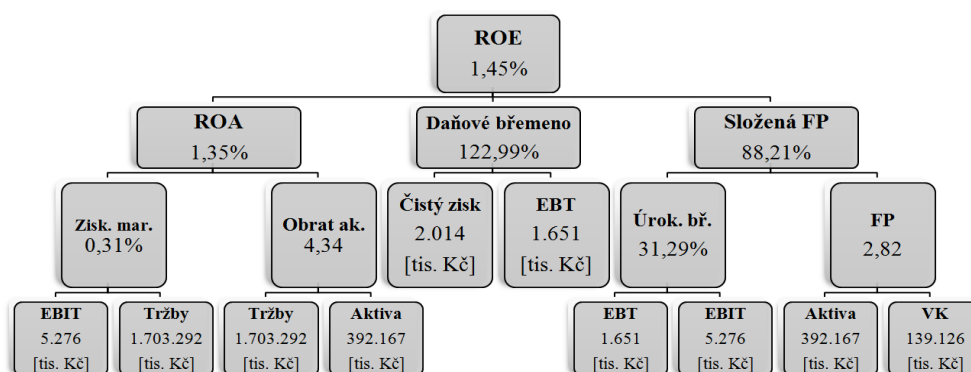 ROE
1,45%
ROA
1,35%
Daňové břemeno
122,99%
Složená FP
88,21%
Zisk. mar.
0,31%
Obrat ak.
4,34
Čistý zisk
2.014
[tis. Kč]
EBT
1.651
[tis. Kč]
Úrok. bř.
31,29%
FP
2,82
EBIT
5.276
[tis. Kč]
Tržby
1.703.292
[tis. Kč]
Tržby
1.703.292
[tis. Kč]
Aktiva
392.167
[tis. Kč]
EBT
1.651
[tis. Kč]
EBIT
5.276
[tis. Kč]
Aktiva
392.167
[tis. Kč]
VK
139.126
[tis. Kč]